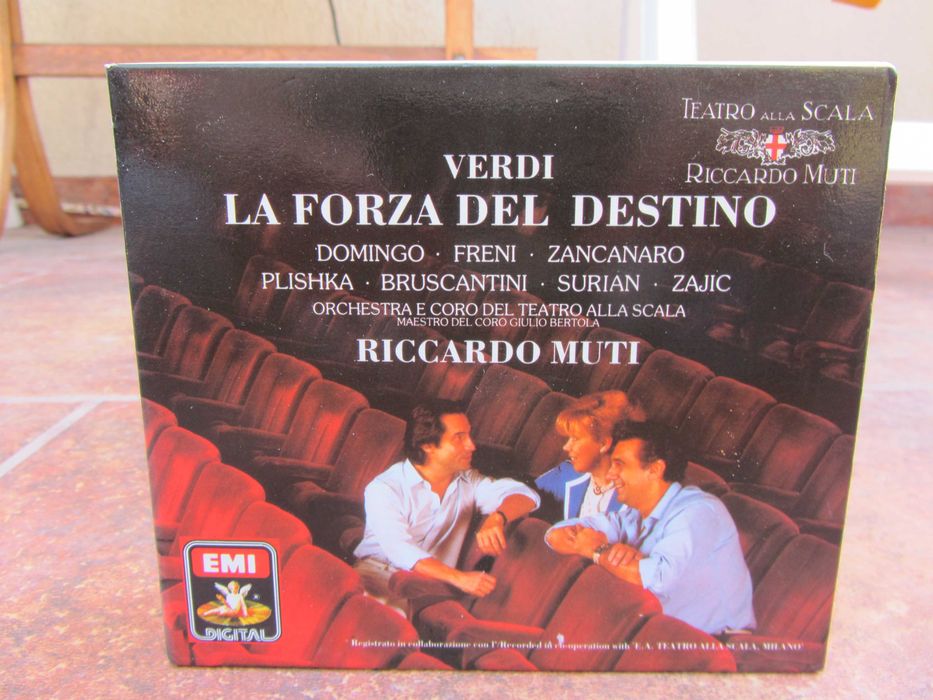 TEATRO ALLA SCALA
RICCARDO MUTI
VERDI
LA FORZA DEL DESTINO
DOMINGO · FRENI · ZANCANARO
PLISHKA · BRUSCANTINI · SURIAN · ZAJIC
ORCHESTRA E CORO DEL TEATRO ALLA SCALA
MAESTRO DEL CORO GIULIO BERTOLA
RICCARDO MUTI
EMI
DIGITAL
Registrato in collaborazione con l'/Recorded in co-operation with 'E.A. TEATRO ALLA SCALA, MILANO'